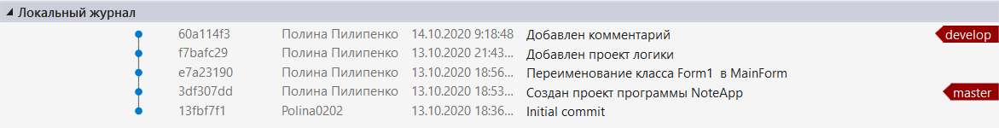 Локальный журнал
60a114f3 Полина Пилипенко 14.10.2020 9:18:48 Добавлен комментарий develop
f7bafc29 Полина Пилипенко 13.10.2020 21:43... Добавлен проект логики
e7a23190 Полина Пилипенко 13.10.2020 18:56... Переименование класса Form1 в MainForm
3df307dd Полина Пилипенко 13.10.2020 18:53... Создан проект программы NoteApp master
13fbf7f1 Polina0202 13.10.2020 18:36... Initial commit